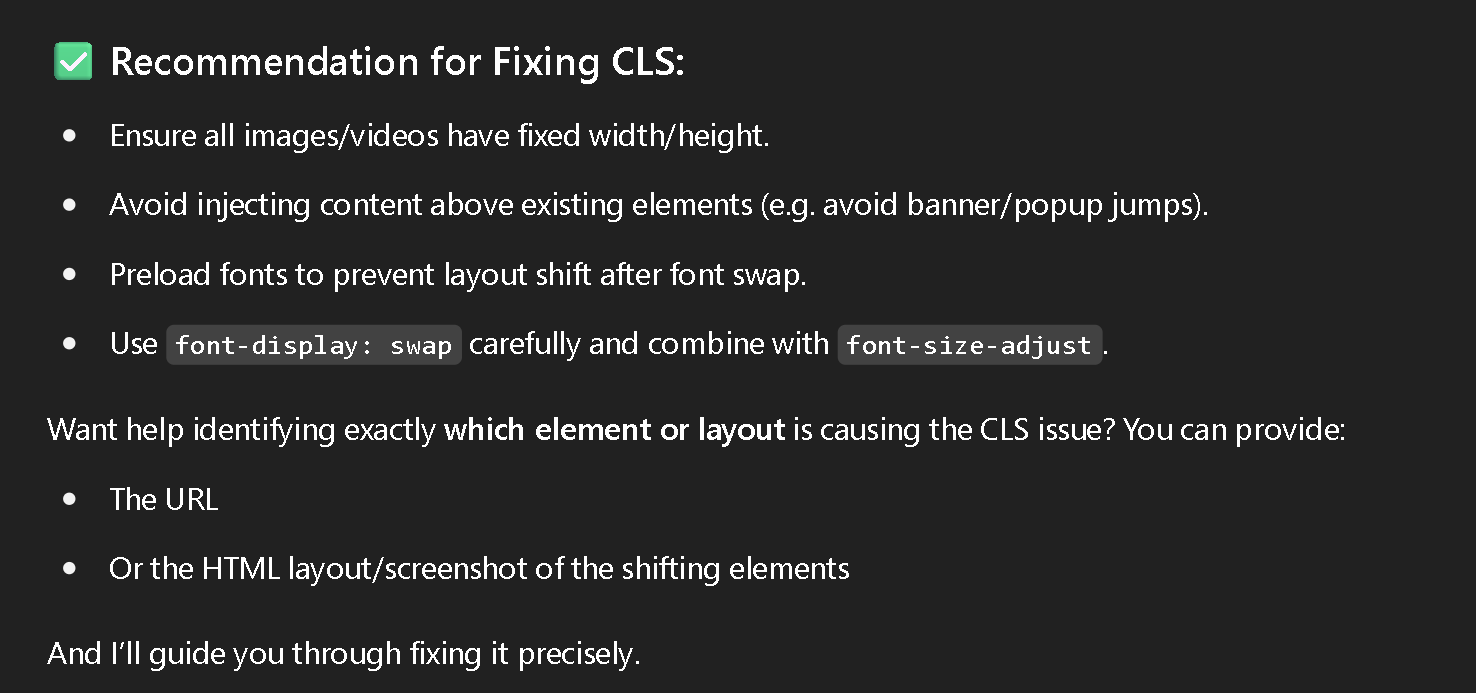 ✅ Recommendation for Fixing CLS:
• Ensure all images/videos have fixed width/height.
• Avoid injecting content above existing elements (e.g. avoid banner/popup jumps).
• Preload fonts to prevent layout shift after font swap.
• Use font-display: swap carefully and combine with font-size-adjust.
Want help identifying exactly which element or layout is causing the CLS issue? You can provide:
• The URL
• Or the HTML layout/screenshot of the shifting elements
And I’ll guide you through fixing it precisely.